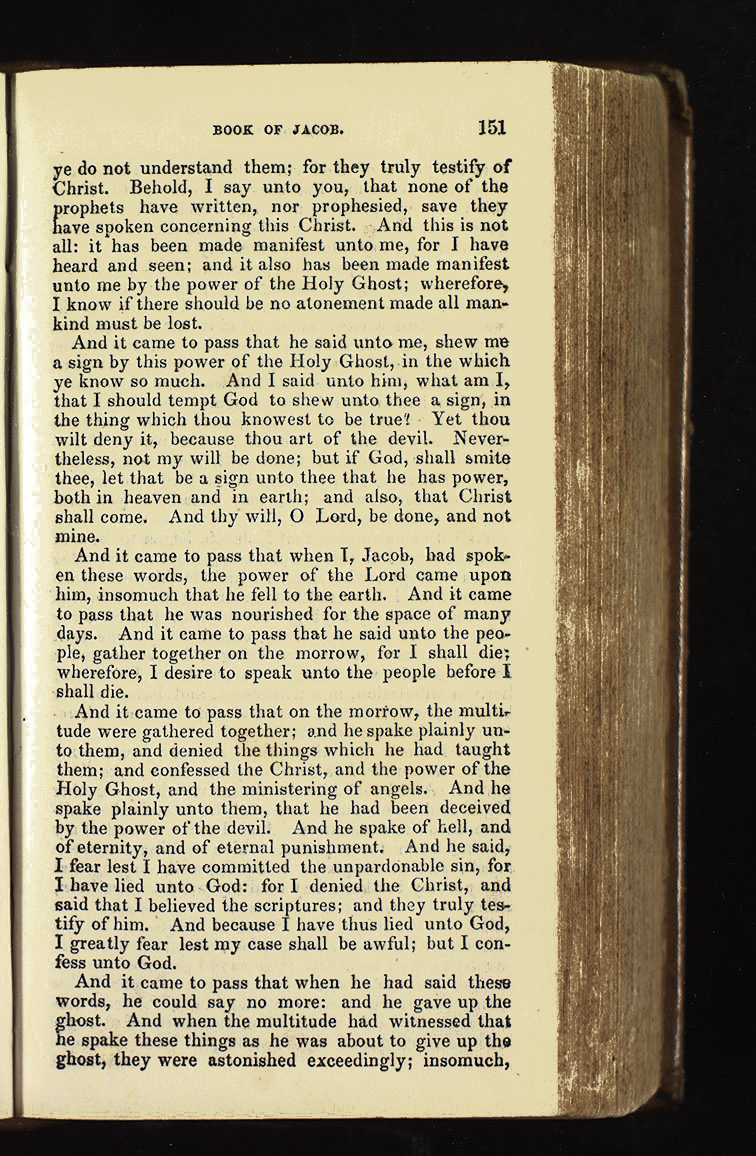 BOOK OF JACOB. 151
ye do not understand them; for they truly testify of
Christ. Behold, I say unto you, that none of the
prophets have written, nor prophesied, save they
have spoken concerning this Christ. And this is not
all: it has been made manifest unto me, for I have
heard and seen; and it also has been made manifest
unto me by the power of the Holy Ghost; wherefore,
I know if there should be no atonement made all man-
kind must be lost.
And it came to pass that he said unto me, shew me
a sign by this power of the Holy Ghost, in the which
ye know so much. And I said unto him, what am I,
that I should tempt God to shew unto thee a sign, in
the thing which thou knowest to be true? Yet thou
wilt deny it, because thou art of the devil. Never-
theless, not my will be done; but if God, shall smite
thee, let that be a sign unto thee that he has power,
both in heaven and in earth; and also, that Christ
shall come. And thy will, O Lord, be done, and not
mine.
And it came to pass that when I, Jacob, had spok-
en these words, the power of the Lord came upon
him, insomuch that he fell to the earth. And it came
to pass that he was nourished for the space of many
days. And it came to pass that he said unto the peo-
ple, gather together on the morrow, for I shall die;
wherefore, I desire to speak unto the people before I
shall die.
And it came to pass that on the morrow, the multi-
tude were gathered together; and he spake plainly un-
to them, and denied the things which he had taught
them; and confessed the Christ, and the power of the
Holy Ghost, and the ministering of angels. And he
spake plainly unto them, that he had been deceived
by the power of the devil. And he spake of hell, and
of eternity, and of eternal punishment. And he said,
I fear lest I have committed the unpardonable sin, for
I have lied unto God: for I denied the Christ, and
said that I believed the scriptures; and they truly tes-
tify of him. And because I have thus lied unto God,
I greatly fear lest my case shall be awful; but I con-
fess unto God.
And it came to pass that when he had said these
words, he could say no more: and he gave up the
ghost. And when the multitude had witnessed that
he spake these things as he was about to give up the
ghost, they were astonished exceedingly; insomuch,